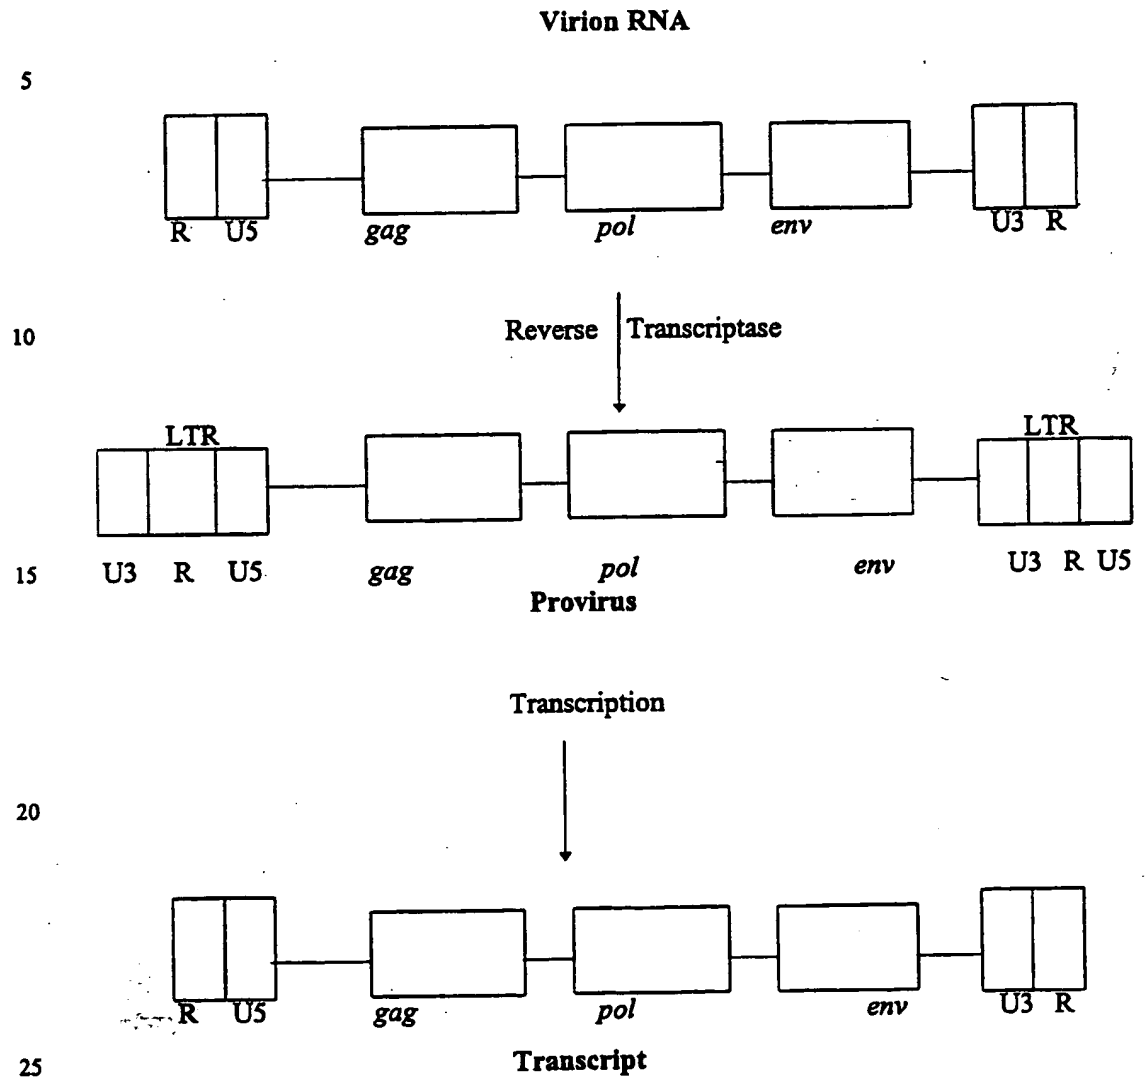 Virion RNA
5
R U5 gag pol env U3 R
10 Reverse Transcriptase
LTR LTR
15 U3 R U5 gag pol env U3 R U5
Provirus
Transcription
20
R U5 gag pol env U3 R
25 Transcript